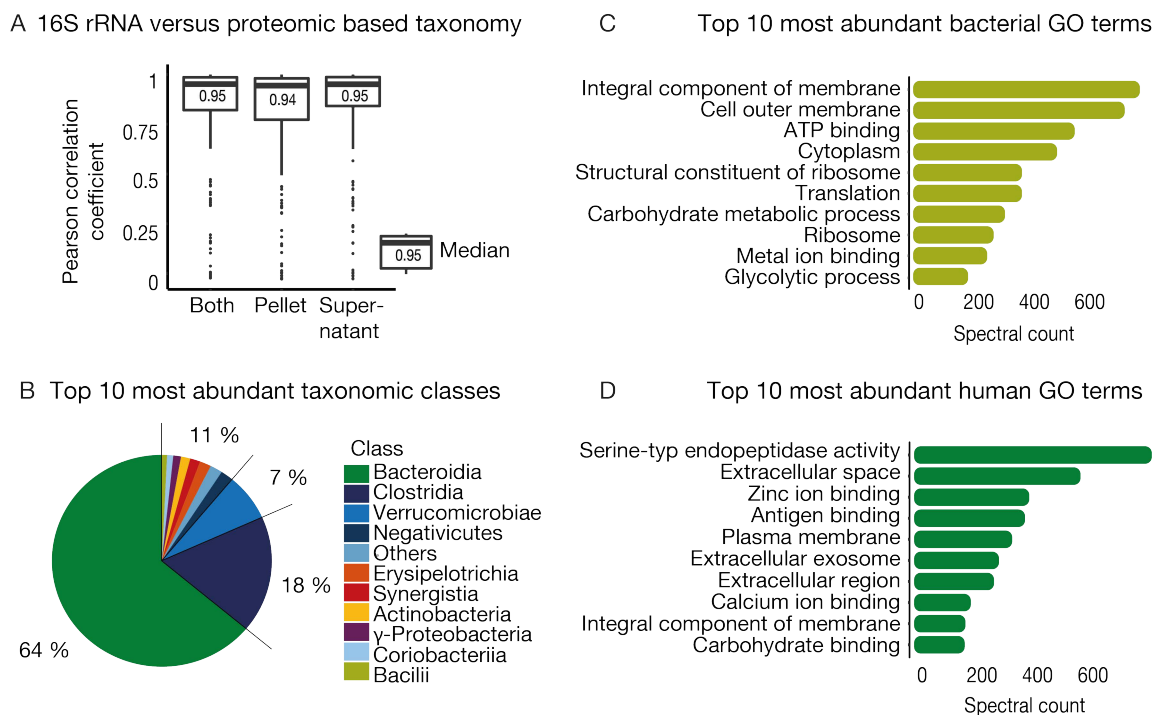 A 16S rRNA versus proteomic based taxonomy
Pearson correlation
coefficient
1
0.75
0.5
0.25
0
0.95
0.94
0.95
0.95
Median
Both
Pellet
Super-
natant
B Top 10 most abundant taxonomic classes
11 %
7 %
18 %
64 %
Class
Bacteroidia
Clostridia
Verrucomicrobiae
Negativicutes
Others
Erysipelotrichia
Synergistia
Actinobacteria
γ-Proteobacteria
Coriobacteriia
Bacilii
C Top 10 most abundant bacterial GO terms
Integral component of membrane
Cell outer membrane
ATP binding
Cytoplasm
Structural constituent of ribosome
Translation
Carbohydrate metabolic process
Ribosome
Metal ion binding
Glycolytic process
0 200 400 600
Spectral count
D Top 10 most abundant human GO terms
Serine-typ endopeptidase activity
Extracellular space
Zinc ion binding
Antigen binding
Plasma membrane
Extracellular exosome
Extracellular region
Calcium ion binding
Integral component of membrane
Carbohydrate binding
0 200 400 600
Spectral count